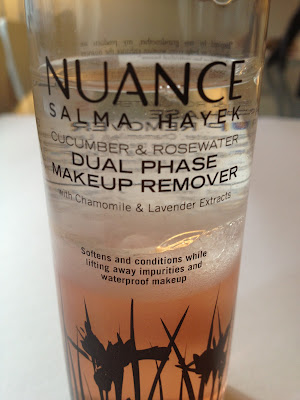 NUANCE
SALMA HAYEK
CUCUMBER & ROSEWATER
DUAL PHASE
MAKEUP REMOVER
with Chamomile & Lavender Extracts
Softens and conditions while
lifting away impurities and
waterproof makeup